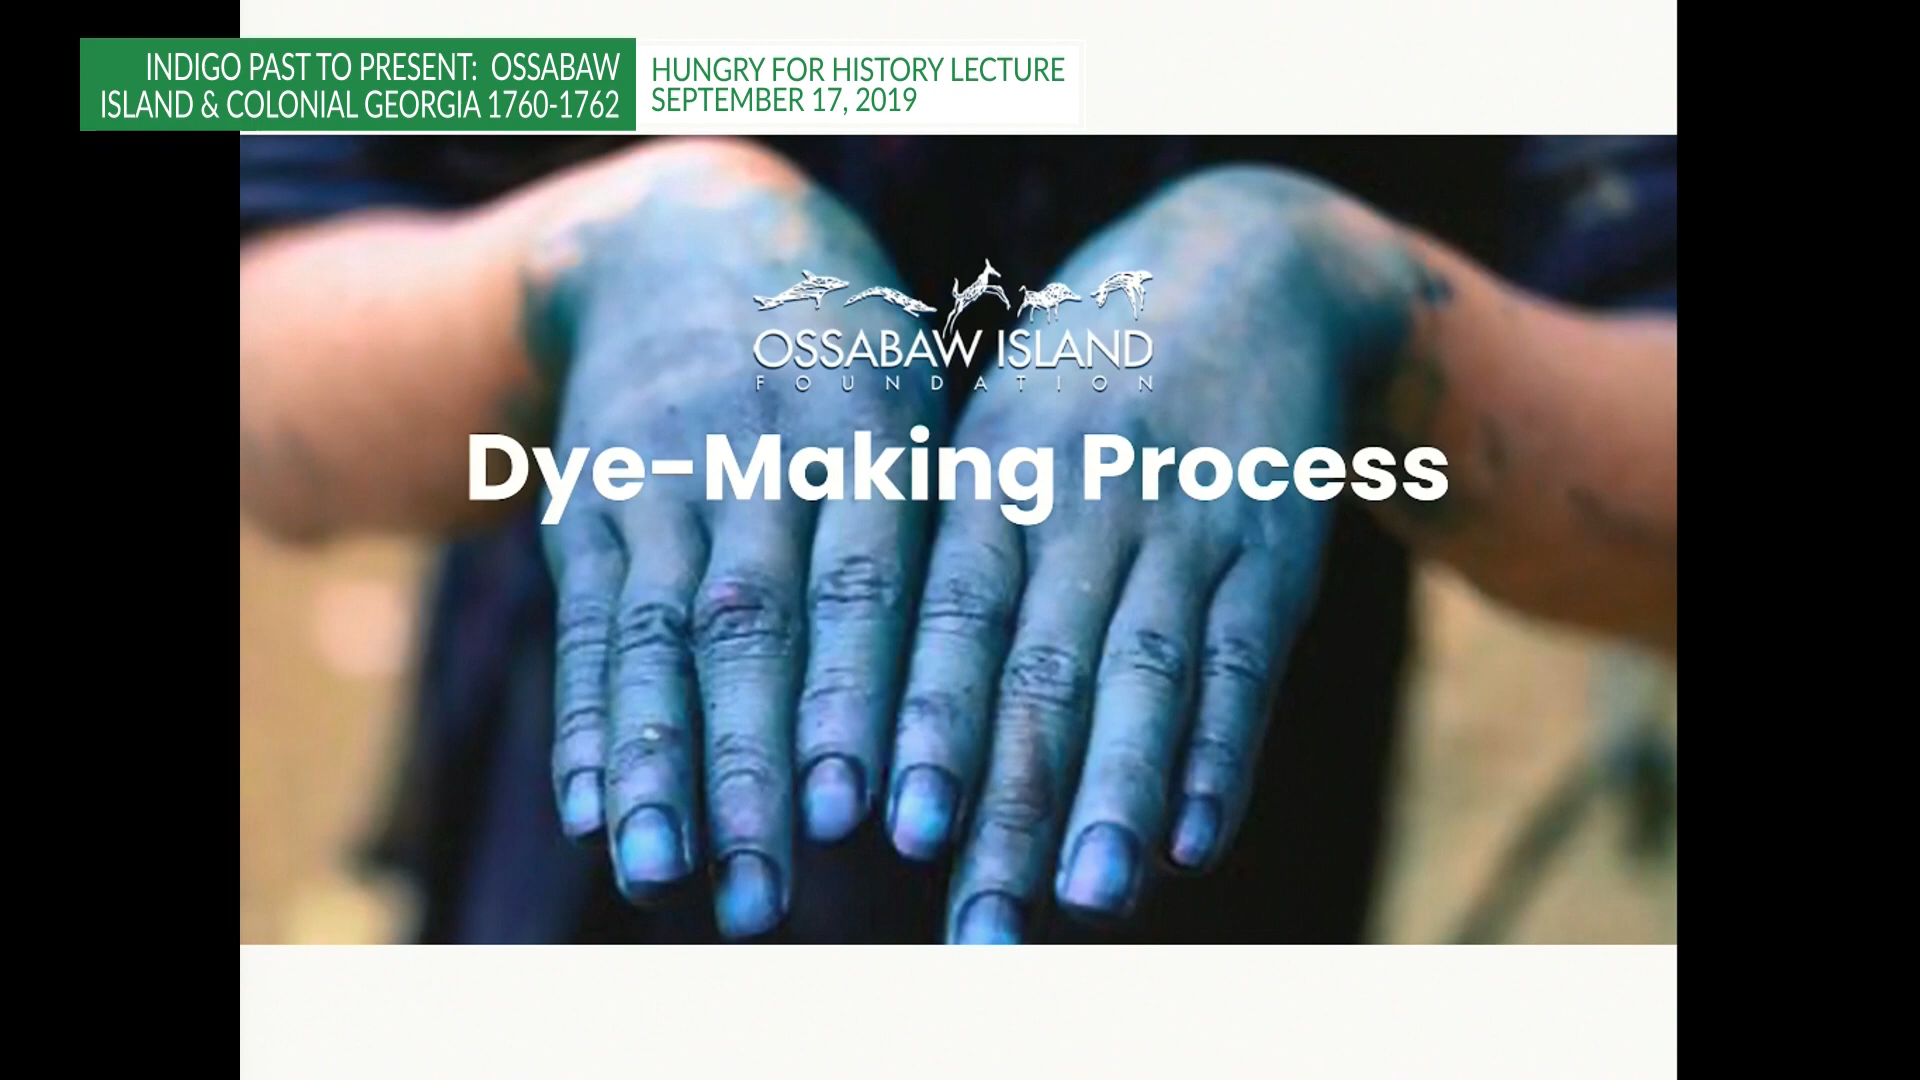 INDIGO PAST TO PRESENT: OSSABAW
ISLAND & COLONIAL GEORGIA 1760-1762
HUNGRY FOR HISTORY LECTURE
SEPTEMBER 17, 2019
OSSABAW ISLAND
FOUNDATION
Dye-Making Process